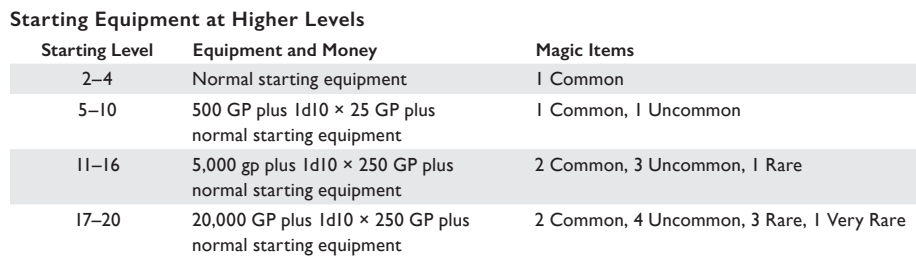 Starting Equipment at Higher Levels
Starting Level Equipment and Money Magic Items
2–4 Normal starting equipment 1 Common
5–10 500 GP plus 1d10 × 25 GP plus 1 Common, 1 Uncommon
normal starting equipment
11–16 5,000 gp plus 1d10 × 250 GP plus 2 Common, 3 Uncommon, 1 Rare
normal starting equipment
17–20 20,000 GP plus 1d10 × 250 GP plus 2 Common, 4 Uncommon, 3 Rare, 1 Very Rare
normal starting equipment